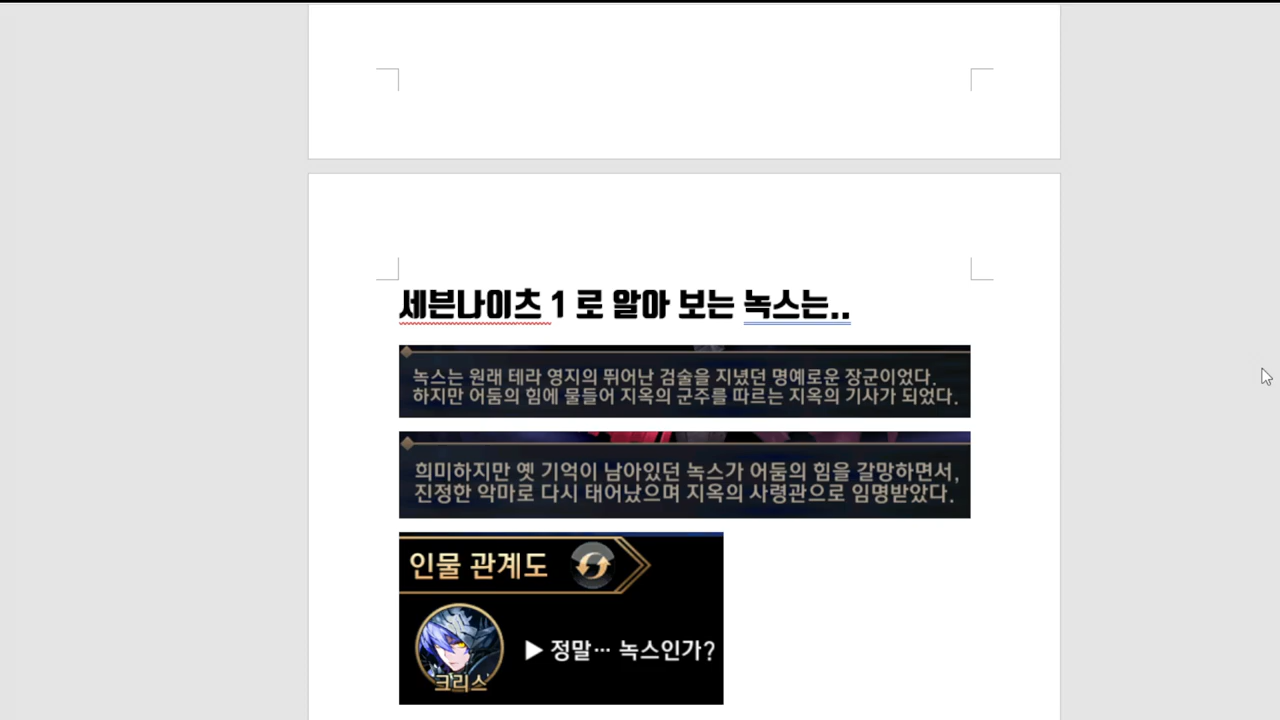 세븐나이츠 1 로 알아 보는 녹스는..
녹스는 원래 테라 영지의 뛰어난 검술을 지녔던 명예로운 장군이었다.
하지만 어둠의 힘에 물들어 지옥의 군주를 따르는 지옥의 기사가 되었다.
희미하지만 옛 기억이 남아있던 녹스가 어둠의 힘을 갈망하면서,
진정한 악마로 다시 태어났으며 지옥의 사령관으로 임명받았다.
인물 관계도
▶ 정말… 녹스인가?
크리스